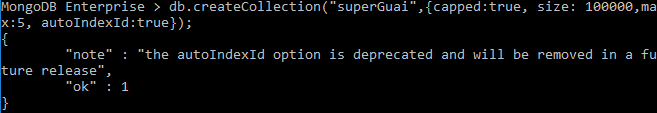 MongoDB Enterprise > db.createCollection("superGuai",{capped:true, size: 100000,ma
x:5, autoIndexId:true});
{
        "note" : "the autoIndexId option is deprecated and will be removed in a fu
ture release",
        "ok" : 1
}